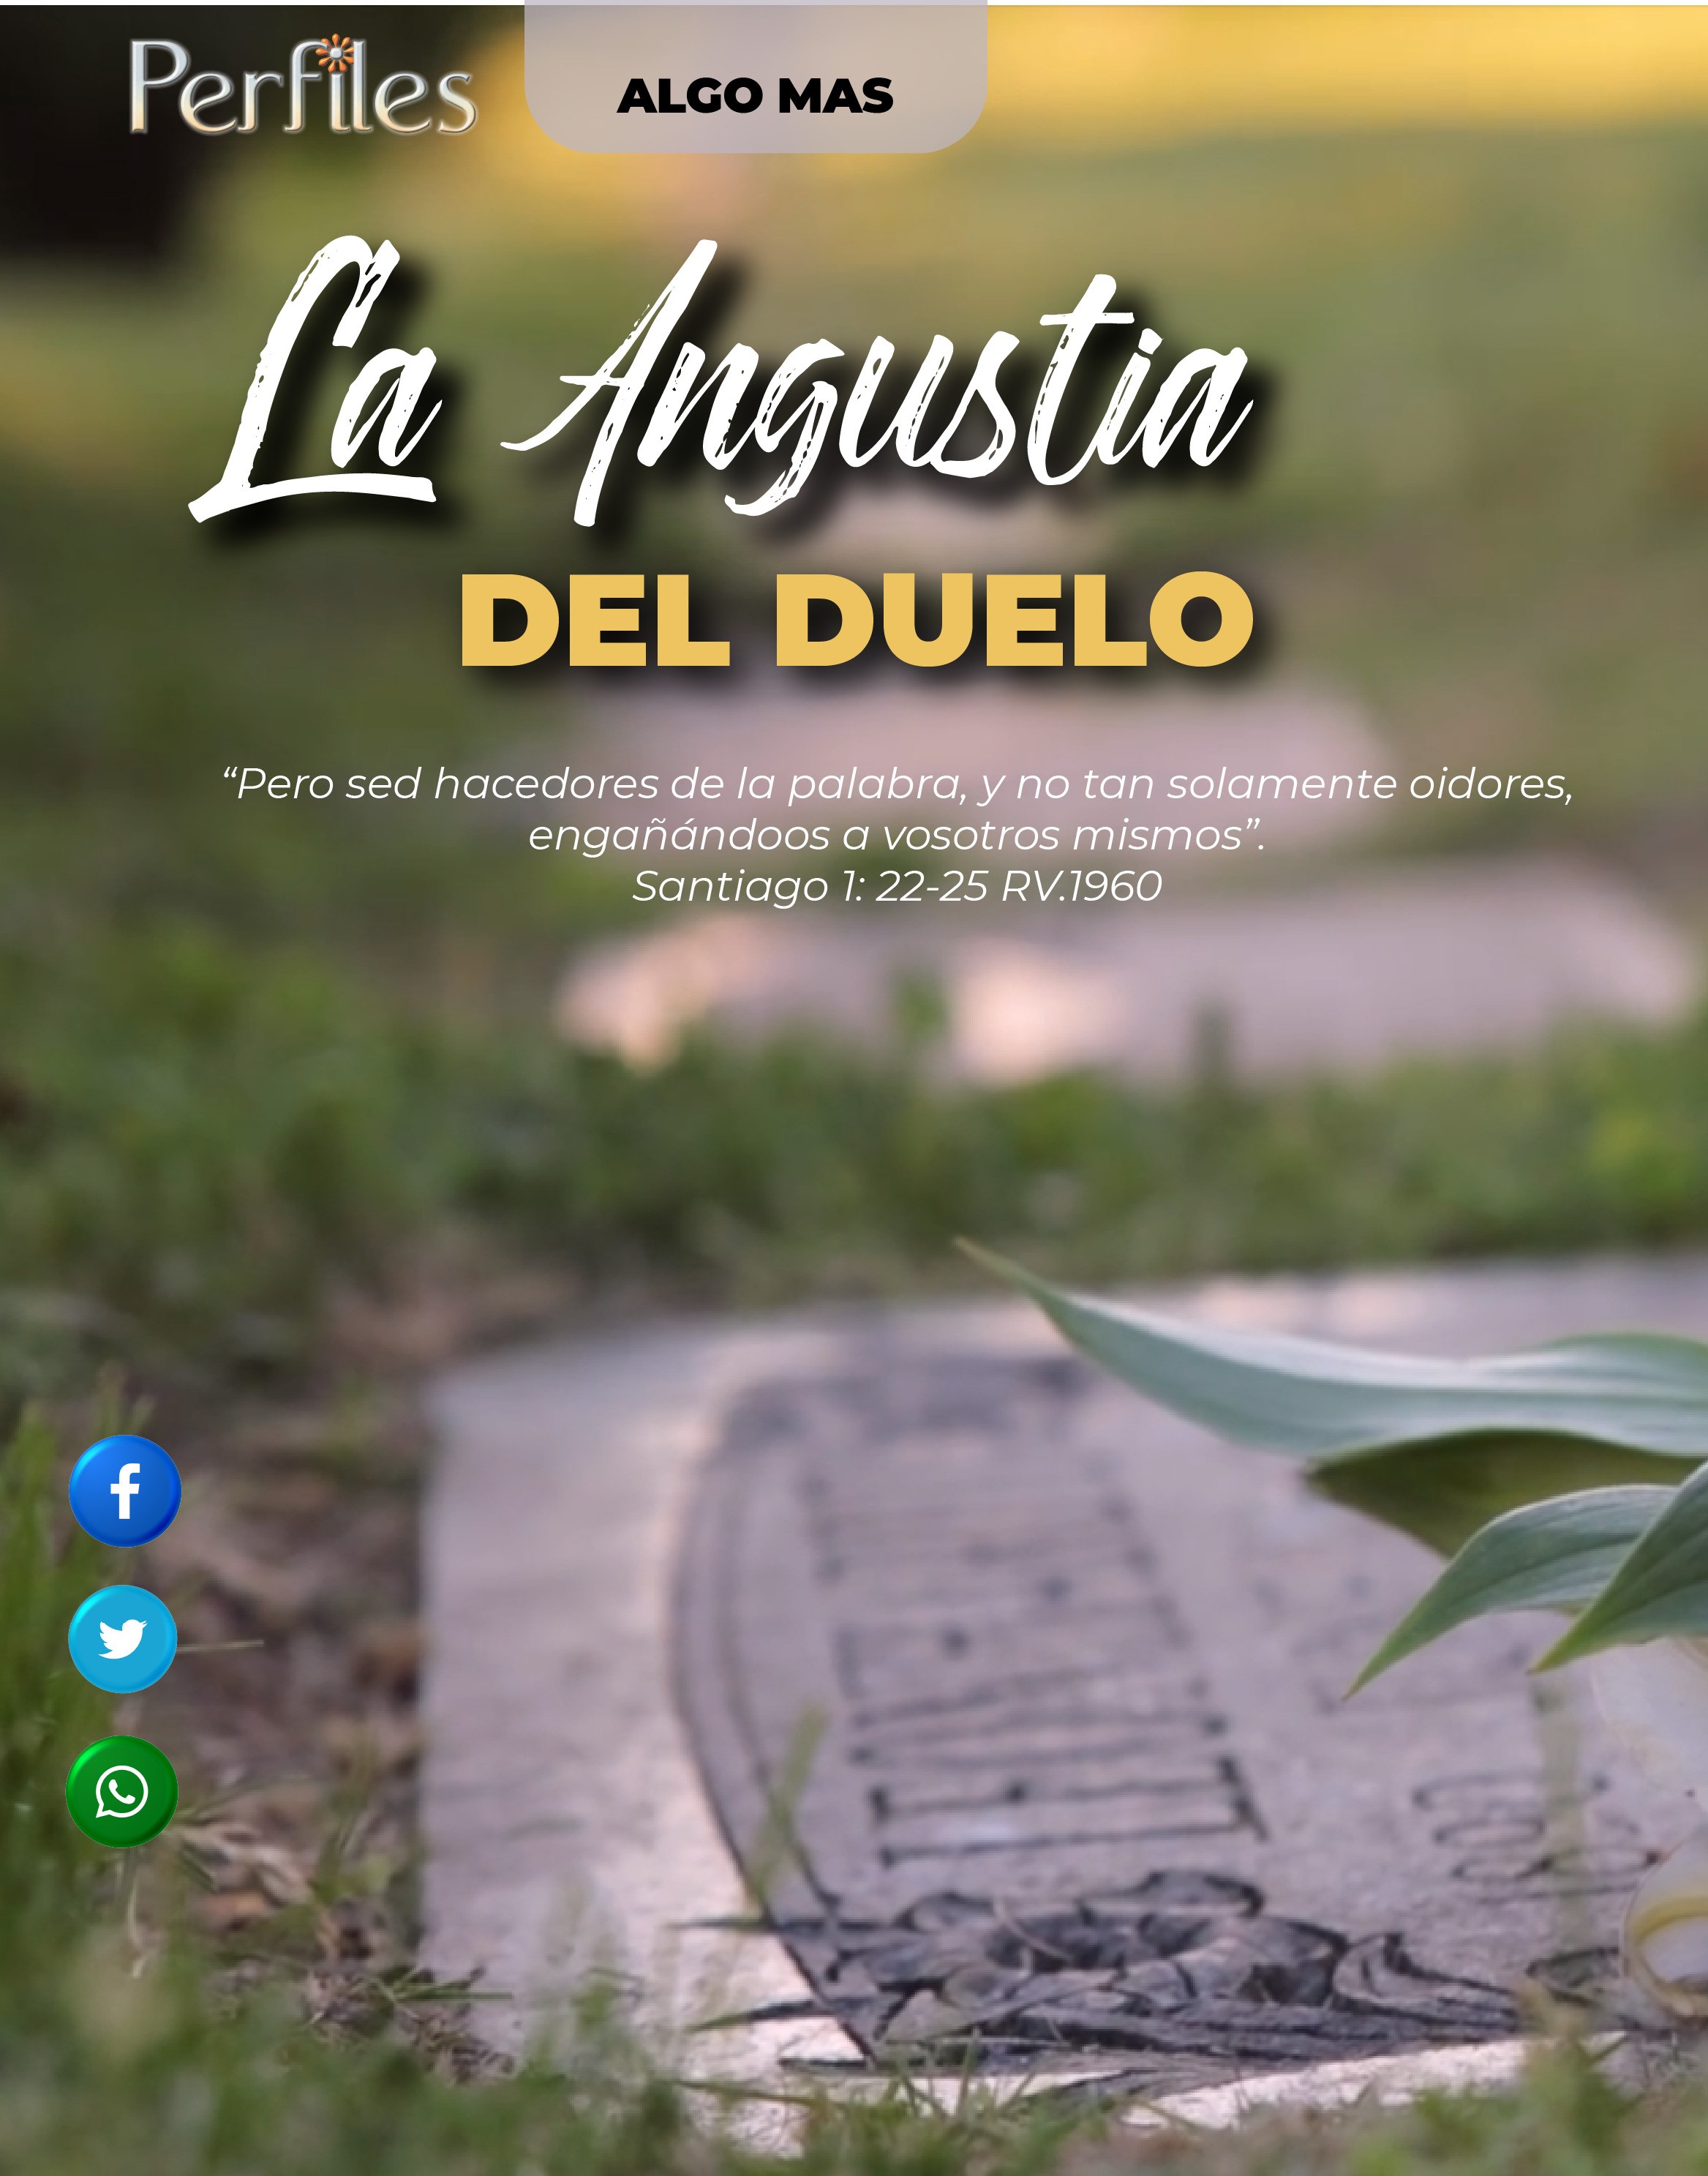 Perfiles
ALGO MAS
La Angustia
DEL DUELO
“Pero sed hacedores de la palabra, y no tan solamente oidores,
engañándoos a vosotros mismos”.
Santiago 1: 22-25 RV.1960